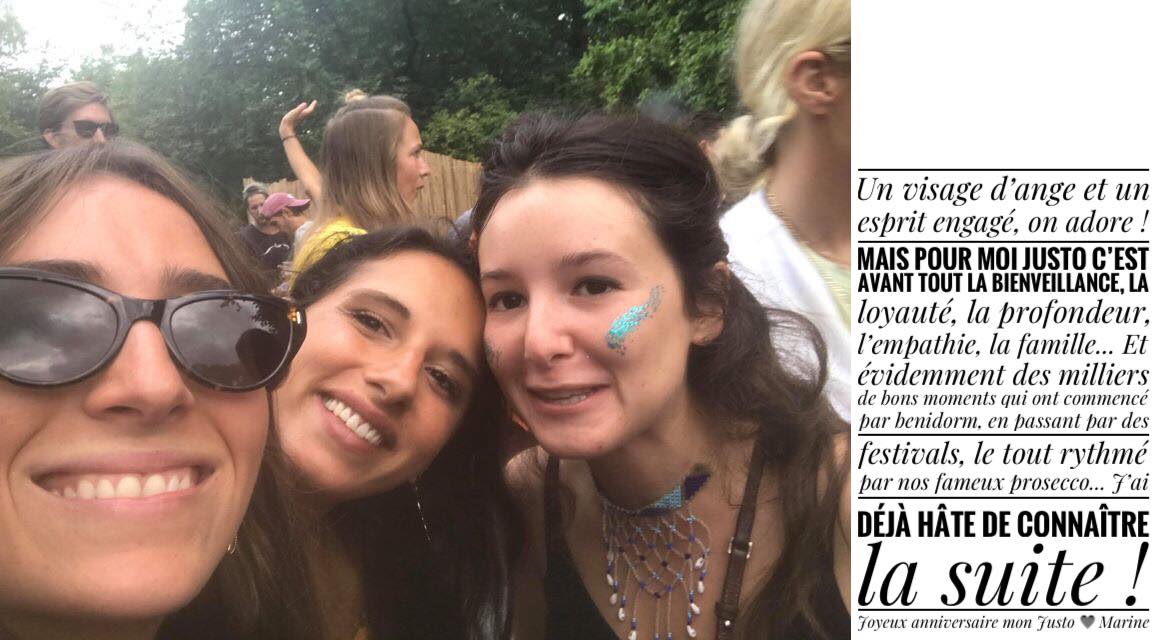 Un visage d’ange et un
esprit engagé, on adore !
MAIS POUR MOI JUSTO C’EST
AVANT TOUT LA BIENVEILLANCE, LA
loyauté, la profondeur,
l’empathie, la famille... Et
évidemment des milliers
de bons moments qui ont commencé
par benidorm, en passant par des
festivals, le tout rythmé
par nos fameux prosecco... J’ai
DÉJÀ HÂTE DE CONNAÎTRE
la suite !
Joyeux anniversaire mon Justo 🖤 Marine